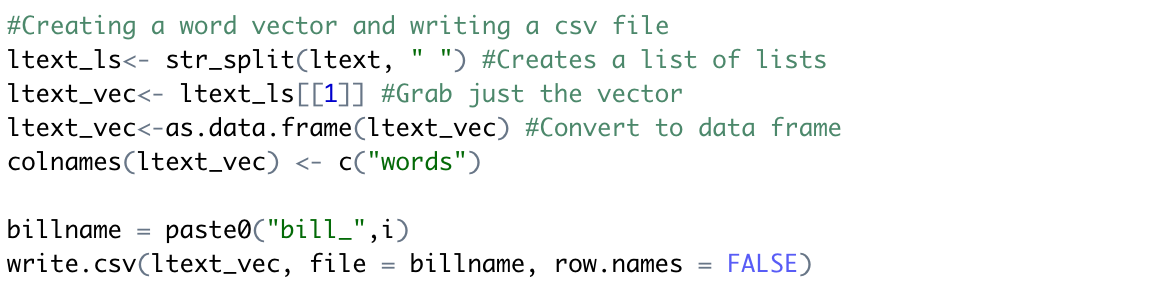 #Creating a word vector and writing a csv file
ltext_ls<- str_split(ltext, " ") #Creates a list of lists
ltext_vec<- ltext_ls[[1]] #Grab just the vector
ltext_vec<-as.data.frame(ltext_vec) #Convert to data frame
colnames(ltext_vec) <- c("words")

billname = paste0("bill_",i)
write.csv(ltext_vec, file = billname, row.names = FALSE)